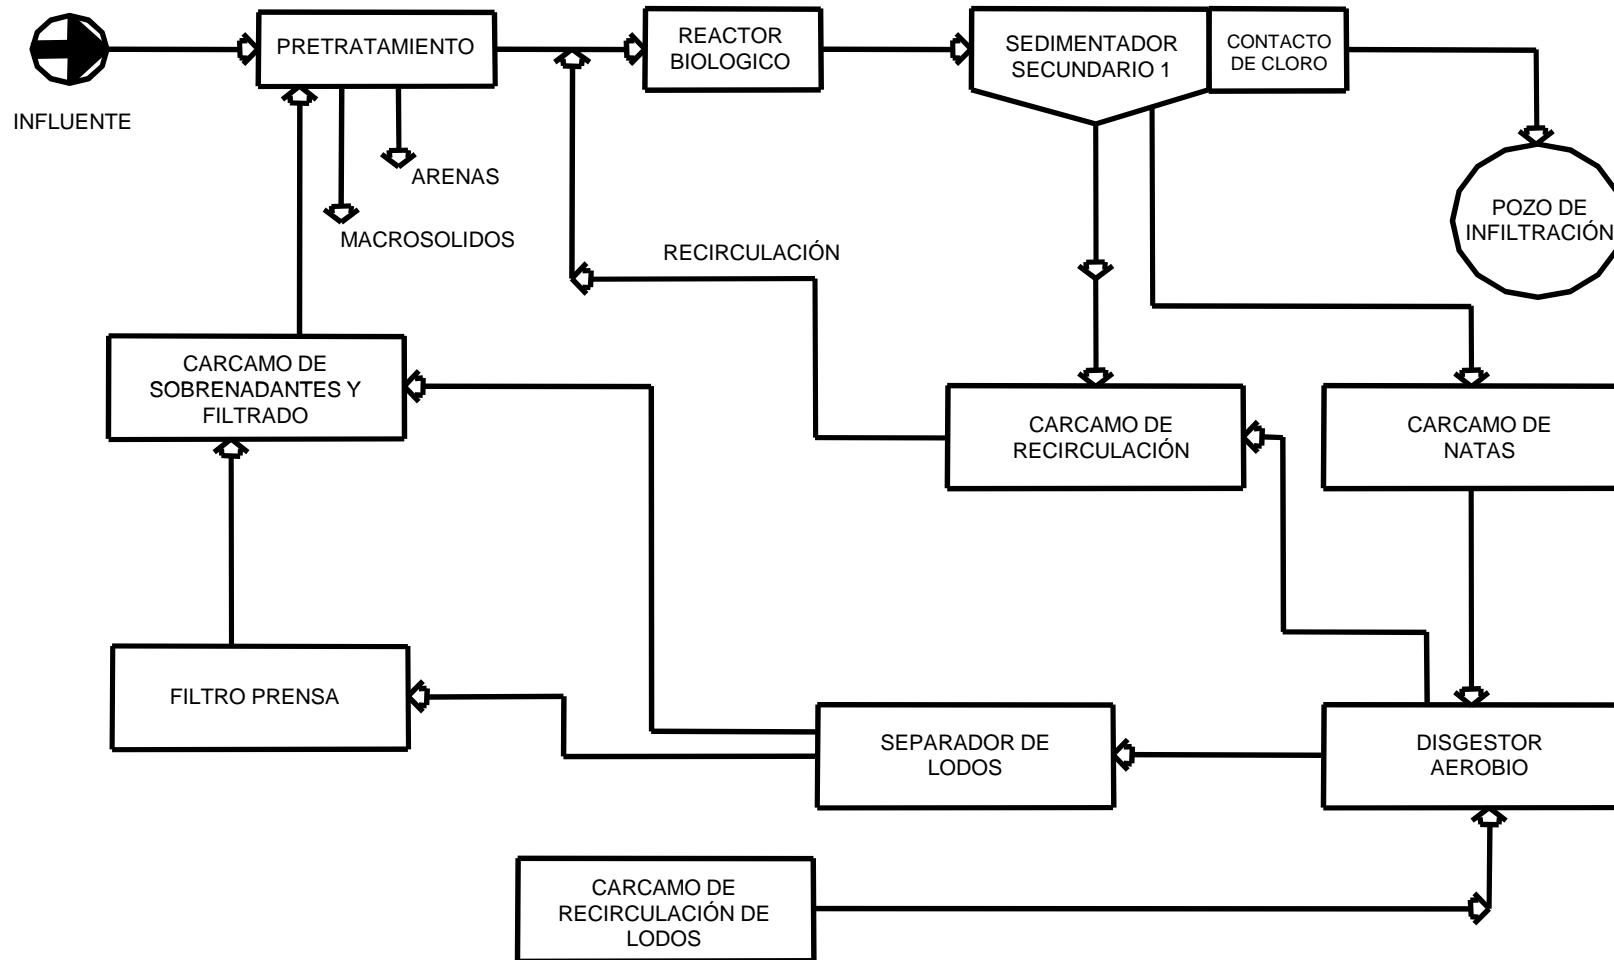 PRETRATAMIENTO
REACTOR
BIOLOGICO
SEDIMENTADOR
SECUNDARIO 1
CONTACTO
DE CLORO
INFLUENTE
ARENAS
MACROSOLIDOS
POZO DE
INFILTRACIÓN
RECIRCULACIÓN
CARCAMO DE
SOBRENADANTES Y
FILTRADO
CARCAMO DE
RECIRCULACIÓN
CARCAMO DE
NATAS
FILTRO PRENSA
SEPARADOR DE
LODOS
DISGESTOR
AEROBIO
CARCAMO DE
RECIRCULACIÓN DE
LODOS